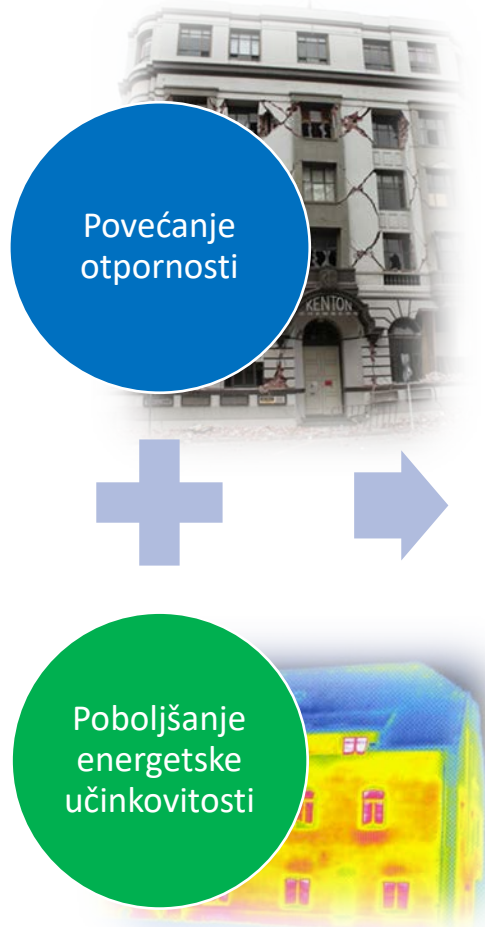 Povećanje
otpornosti
KENTON
Poboljšanje
energetske
učinkovitosti